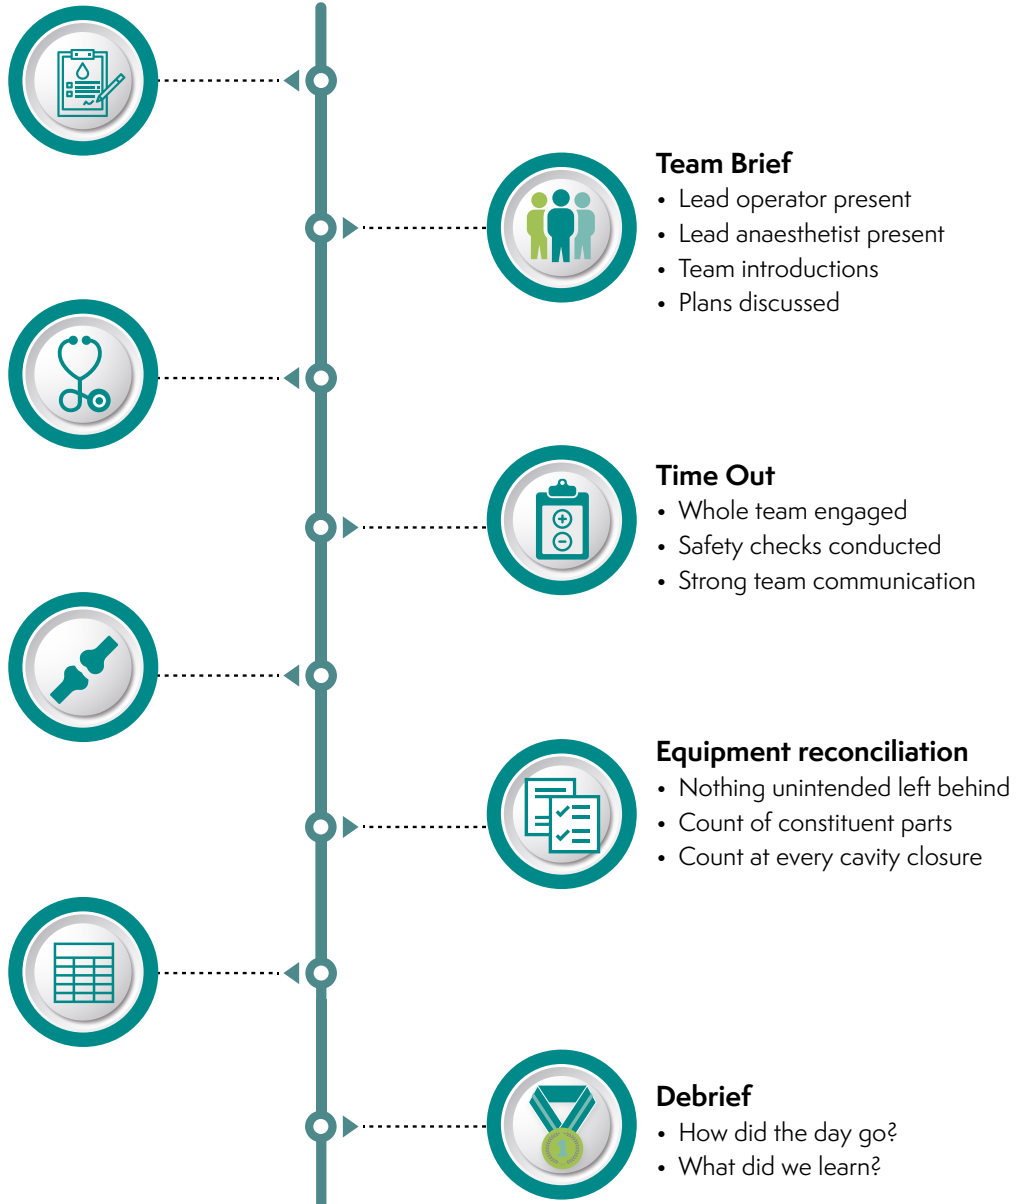 Team Brief
• Lead operator present
• Lead anaesthetist present
• Team introductions
• Plans discussed
Time Out
• Whole team engaged
• Safety checks conducted
• Strong team communication
Equipment reconciliation
• Nothing unintended left behind
• Count of constituent parts
• Count at every cavity closure
1
Debrief
• How did the day go?
• What did we learn?